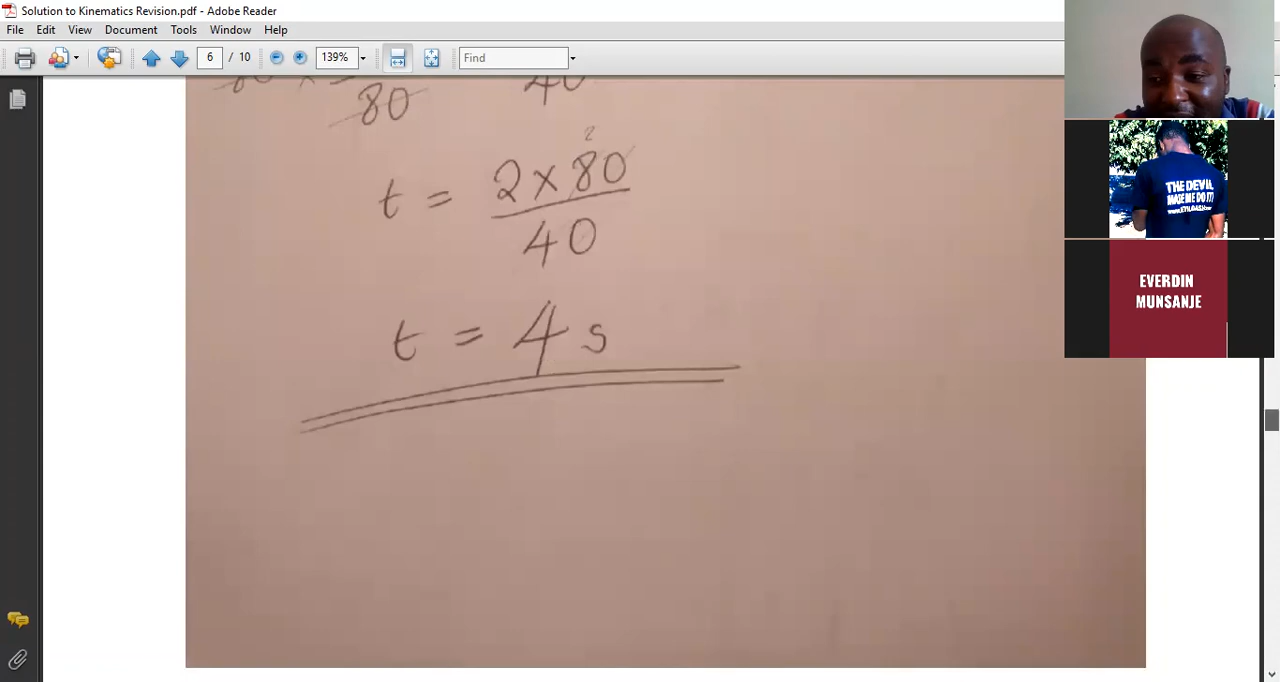 Solution to Kinematics Revision.pdf - Adobe Reader
File Edit View Document Tools Window Help
6 / 10 139% Find
80 40
2
t = 2 × 80
40
t = 4 s
THE DEVIL
MADE ME DO IT!
EVERDIN
MUNSANJE